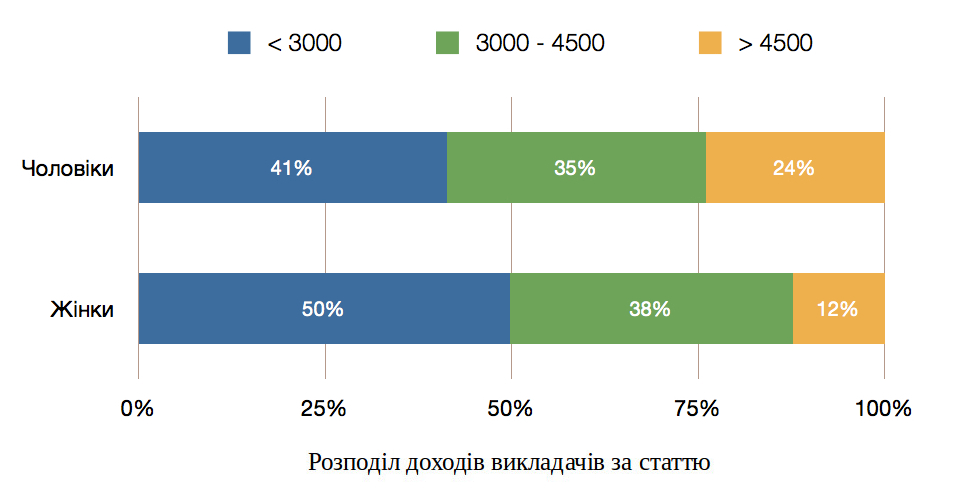 < 3000 3000 - 4500 > 4500
Чоловіки 41% 35% 24%
Жінки 50% 38% 12%
0% 25% 50% 75% 100%
Розподіл доходів викладачів за статтю